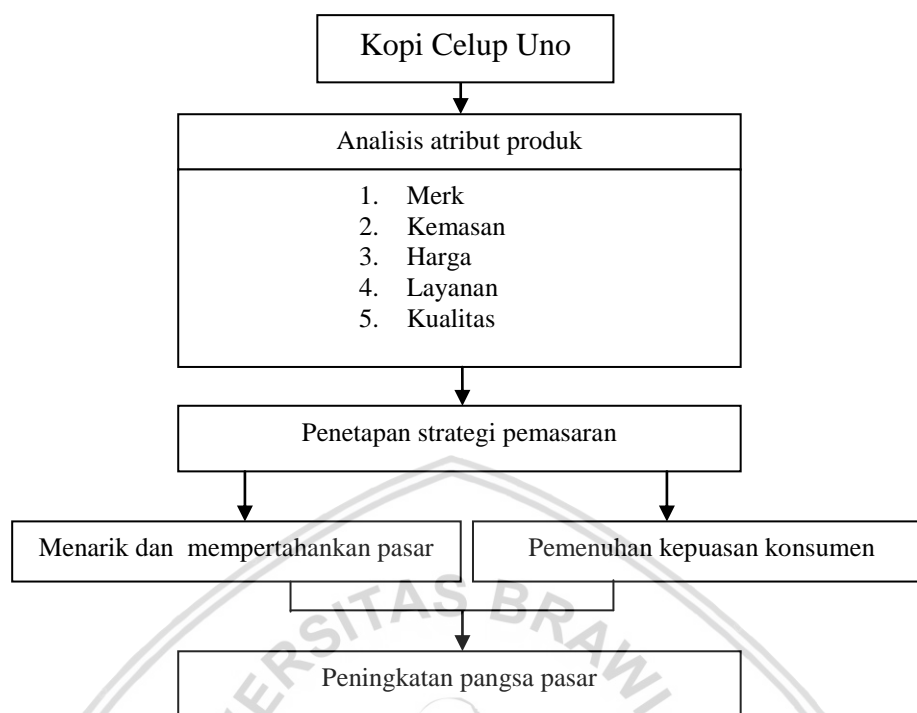 Kopi Celup Uno
Analisis atribut produk
1. Merk
2. Kemasan
3. Harga
4. Layanan
5. Kualitas
Penetapan strategi pemasaran
Menarik dan mempertahankan pasar
Pemenuhan kepuasan konsumen
Peningkatan pangsa pasar